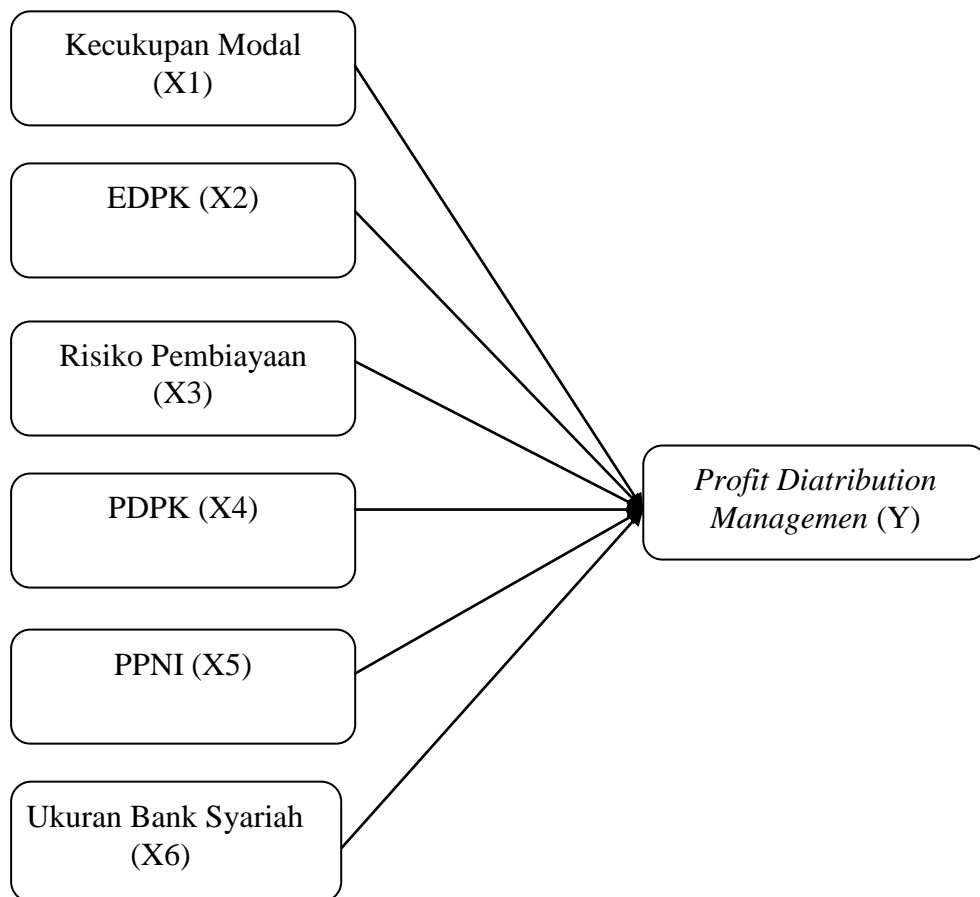 Kecukupan Modal
(X1)
EDPK (X2)
Risiko Pembiayaan
(X3)
PDPK (X4)
PPNI (X5)
Ukuran Bank Syariah
(X6)
Profit Diatribution
Managemen (Y)